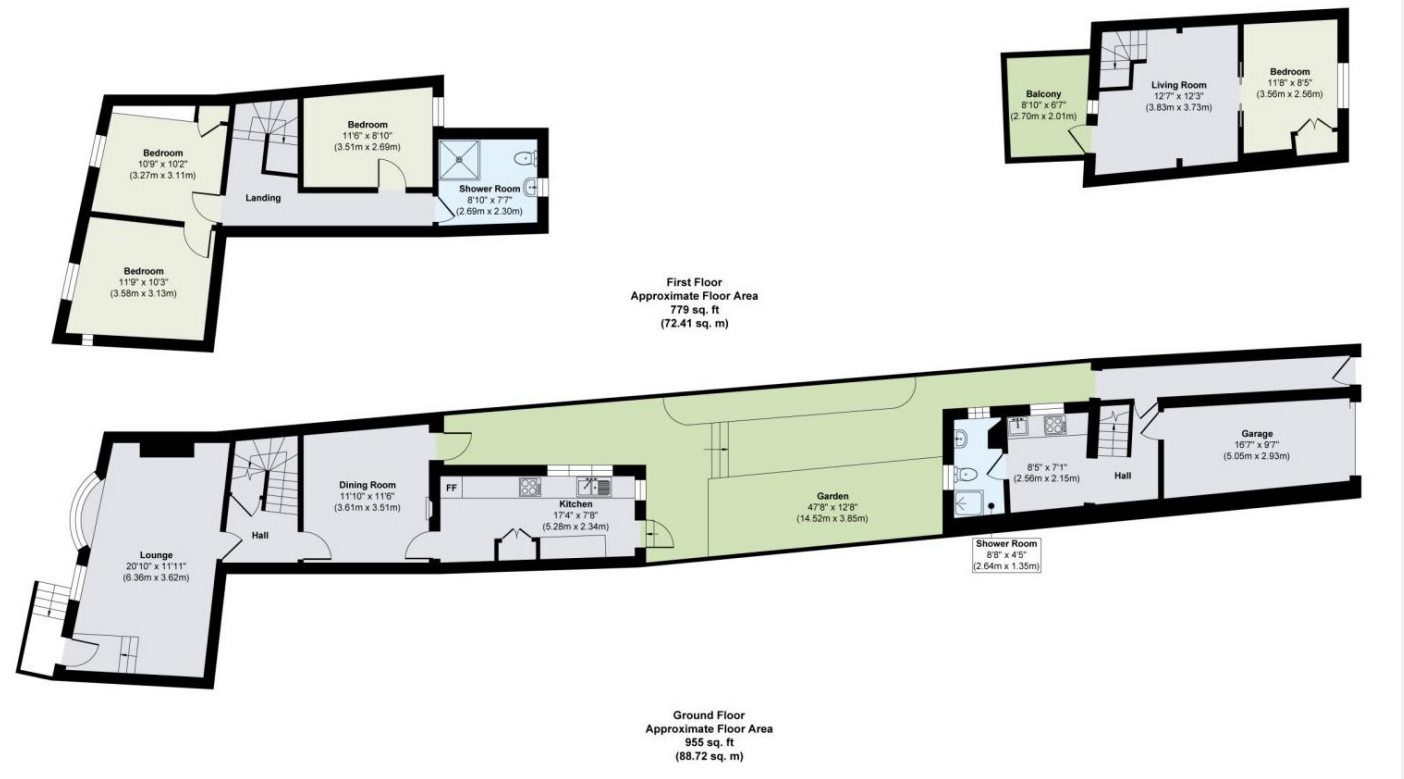 Bedroom
10'9" x 10'2"
(3.27m x 3.11m)
Bedroom
11'6" x 8'10"
(3.51m x 2.69m)
Landing
Shower Room
8'10" x 7'7"
(2.69m x 2.30m)
Bedroom
11'9" x 10'3"
(3.58m x 3.13m)
Balcony
8'10" x 6'7"
(2.70m x 2.01m)
Living Room
12'7" x 12'3"
(3.83m x 3.73m)
Bedroom
11'8" x 8'5"
(3.56m x 2.56m)
First Floor
Approximate Floor Area
779 sq. ft
(72.41 sq. m)
Lounge
20'10" x 11'11"
(6.36m x 3.62m)
Hall
Dining Room
11'10" x 11'6"
(3.61m x 3.51m)
FF
Kitchen
17'4" x 7'8"
(5.28m x 2.34m)
Garden
47'8" x 12'8"
(14.52m x 3.85m)
Shower Room
8'8" x 4'5"
(2.64m x 1.35m)
8'5" x 7'1"
(2.56m x 2.15m)
Hall
Garage
16'7" x 9'7"
(5.05m x 2.93m)
Ground Floor
Approximate Floor Area
955 sq. ft
(88.72 sq. m)